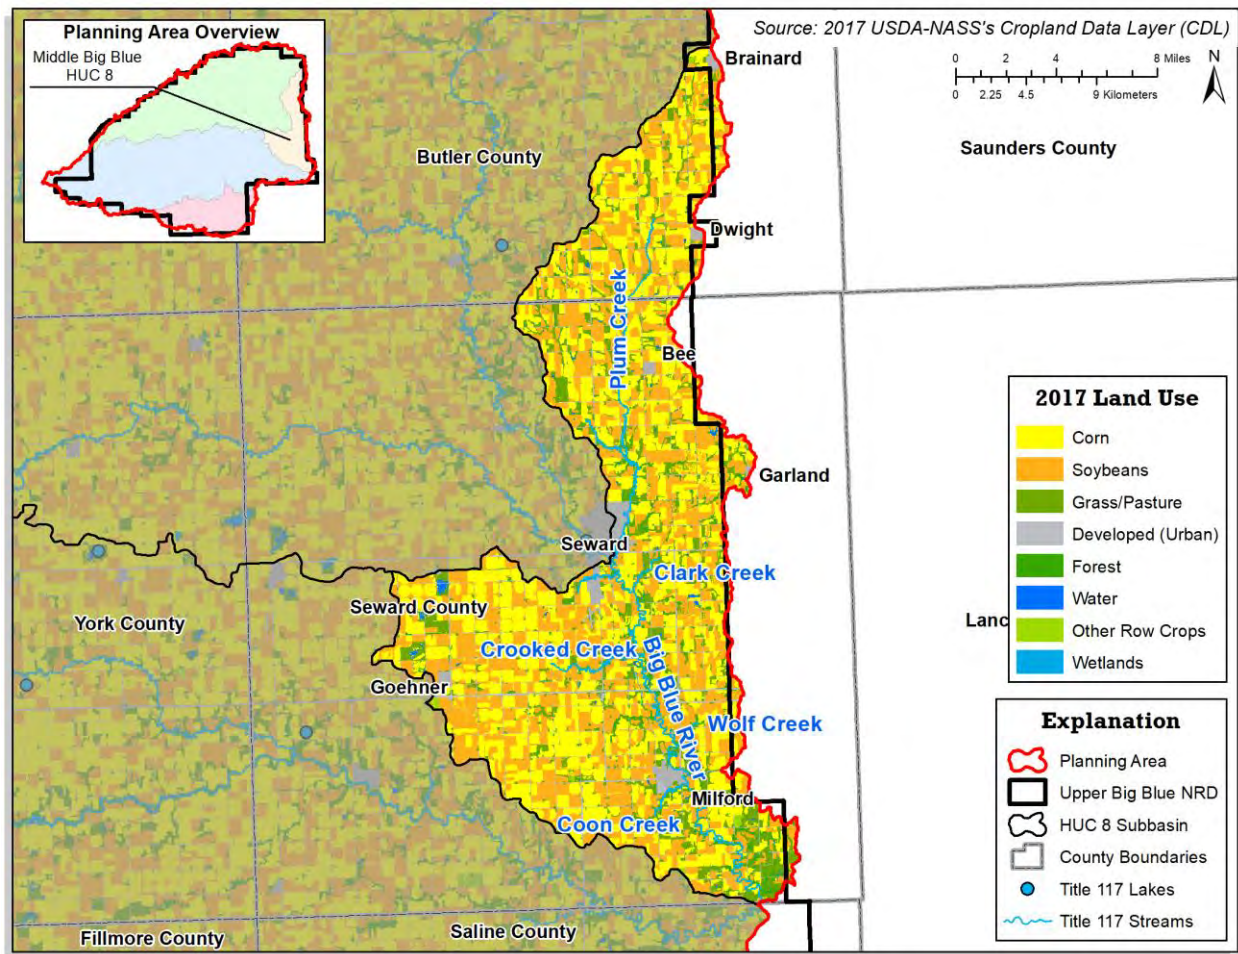 Planning Area Overview
Middle Big Blue
HUC 8
Source: 2017 USDA-NASS's Cropland Data Layer (CDL)
0 2 4 8 Miles
0 2.25 4.5 9 Kilometers
N
Brainard
Butler County
Saunders County
Dwight
Plum Creek
Bee
Garland
Seward
Clark Creek
Seward County
York County
Crooked Creek
Goehner
Big Blue River
Lanc
Wolf Creek
Milford
Coon Creek
Fillmore County
Saline County
2017 Land Use
Corn
Soybeans
Grass/Pasture
Developed (Urban)
Forest
Water
Other Row Crops
Wetlands
Explanation
Planning Area
Upper Big Blue NRD
HUC 8 Subbasin
County Boundaries
Title 117 Lakes
Title 117 Streams